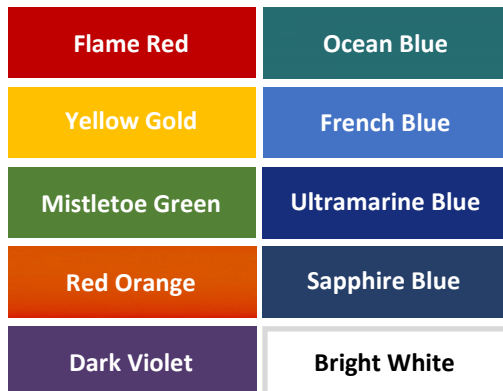 Flame Red
Ocean Blue
Yellow Gold
French Blue
Mistletoe Green
Ultramarine Blue
Red Orange
Sapphire Blue
Dark Violet
Bright White